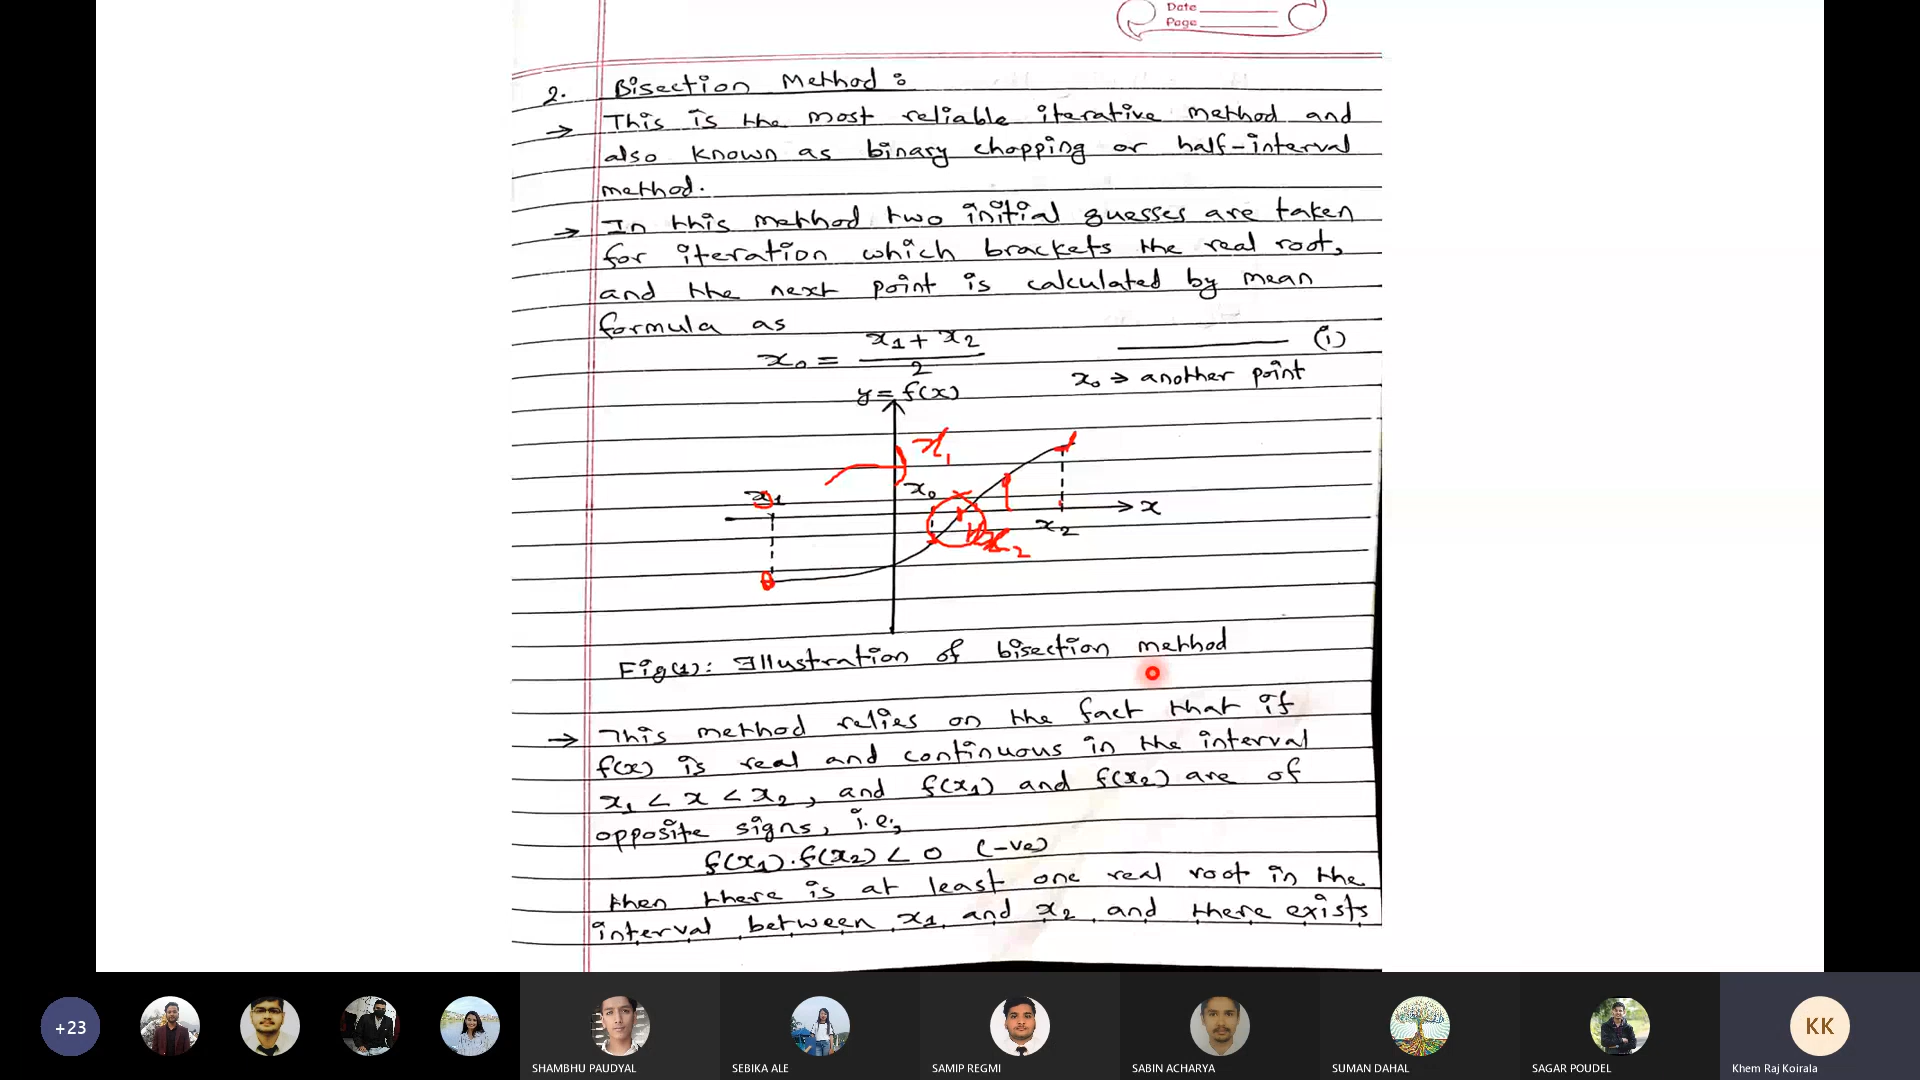 Date
Page
2. Bisection Method:
→ This is the most reliable iterative method and
also known as binary chopping or half-interval
method.
→ In this method two initial guesses are taken
for iteration which brackets the real root,
and the next point is calculated by mean
formula as
x₀ = (x₁ + x₂)/2 (i)
x₀ → another point
y = f(x)
x₁
x₁
x₀
x
x₂
x₂
Fig(1): Illustration of bisection method
→ This method relies on the fact that if
f(x) is real and continuous in the interval
x₁ < x < x₂, and f(x₁) and f(x₂) are of
opposite signs, i.e,
f(x₁).f(x₂) < 0 (-ve)
then there is at least one real root in the
interval between x₁ and x₂ and there exists
+23
SHAMBHU PAUDYAL
SEBIKA ALE
SAMIP REGMI
SABIN ACHARYA
SUMAN DAHAL
SAGAR POUDEL
KK
Khem Raj Koirala